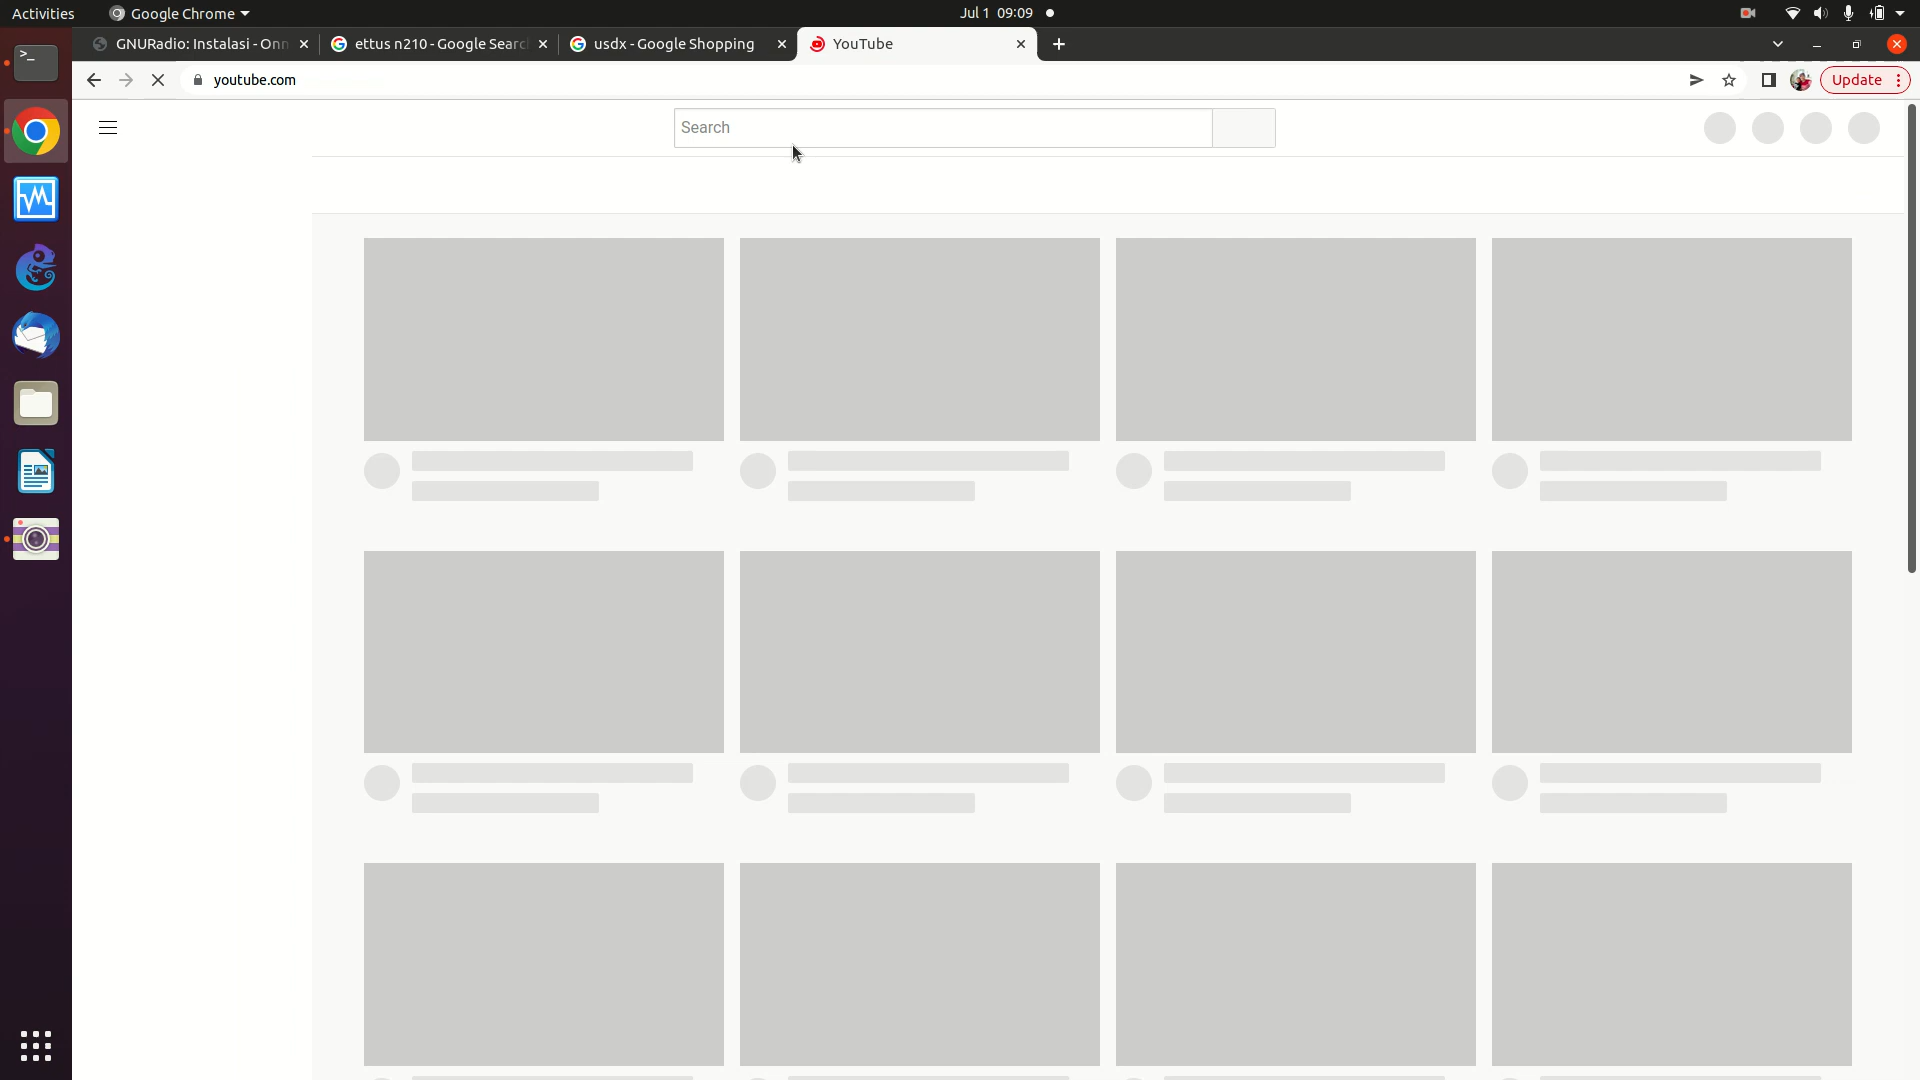 Activities
Google Chrome
Jul 1 09:09
GNURadio: Instalasi - Onn
ettus n210 - Google Searc
usdx - Google Shopping
YouTube
youtube.com
Update
Search